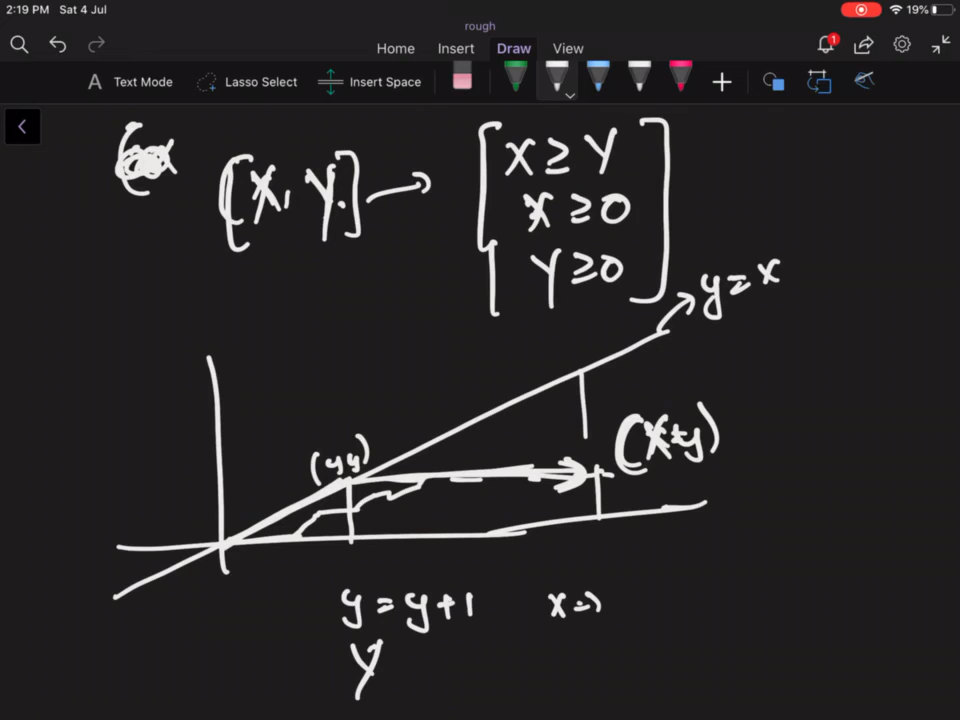 2:19 PM Sat 4 Jul
19%
rough
Home Insert Draw View
1
A Text Mode Lasso Select Insert Space
[X, Y.] → [X ≥ Y
X ≥ 0
Y ≥ 0]
y = x
(y y)
(X, y)
y = y + 1 x =>
Y